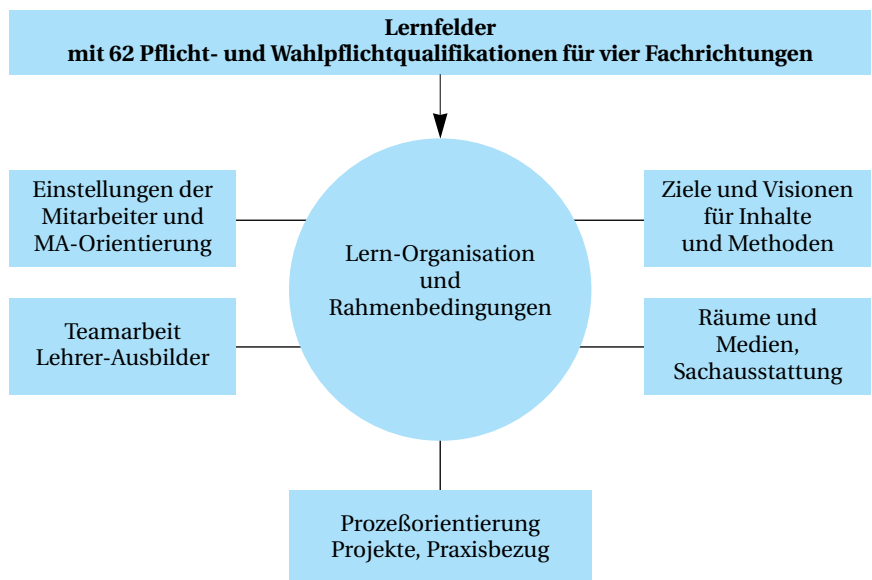 Lernfelder
mit 62 Pflicht- und Wahlpflichtqualifikationen für vier Fachrichtungen
Einstellungen der
Mitarbeiter und
MA-Orientierung
Ziele und Visionen
für Inhalte
und Methoden
Lern-Organisation
und
Rahmenbedingungen
Teamarbeit
Lehrer-Ausbilder
Räume und
Medien,
Sachausstattung
Prozeßorientierung
Projekte, Praxisbezug